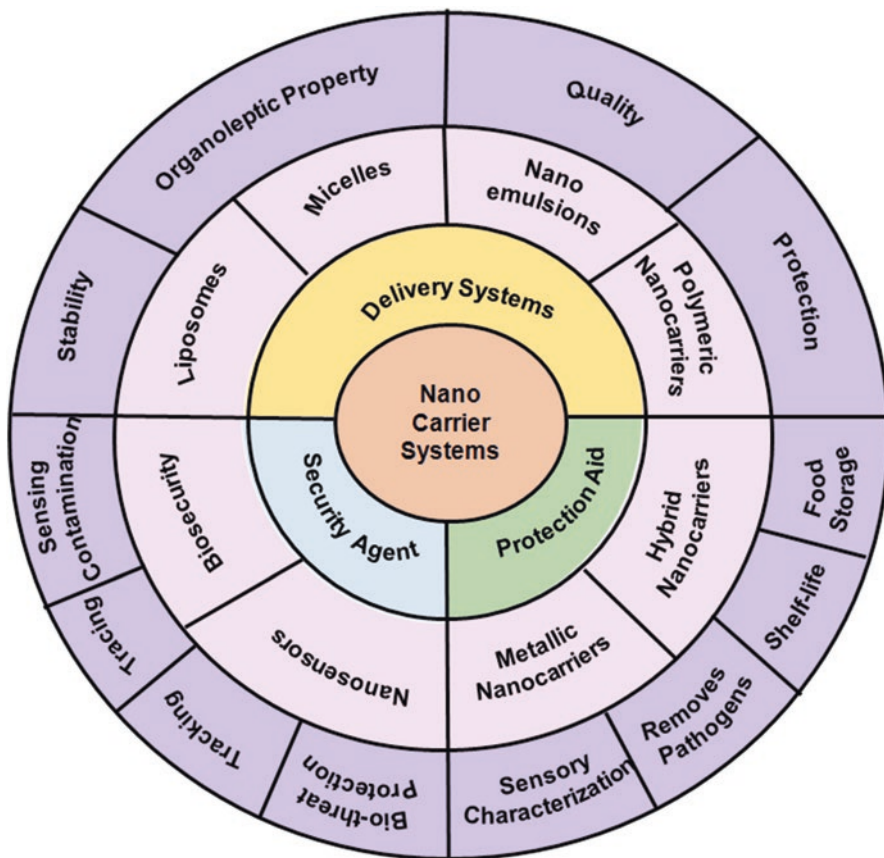 Nano
Carrier
Systems
Delivery Systems
Protection Aid
Security Agent
Liposomes
Micelles
Nano
emulsions
Polymeric
Nanocarriers
Hybrid
Nanocarriers
Metallic
Nanocarriers
Nanosensors
Biosecurity
Stability
Organoleptic Property
Quality
Protection
Food
Storage
Shelf-life
Removes
Pathogens
Sensory
Characterization
Bio-threat
Protection
Tracking
Tracing
Sensing
Contamination